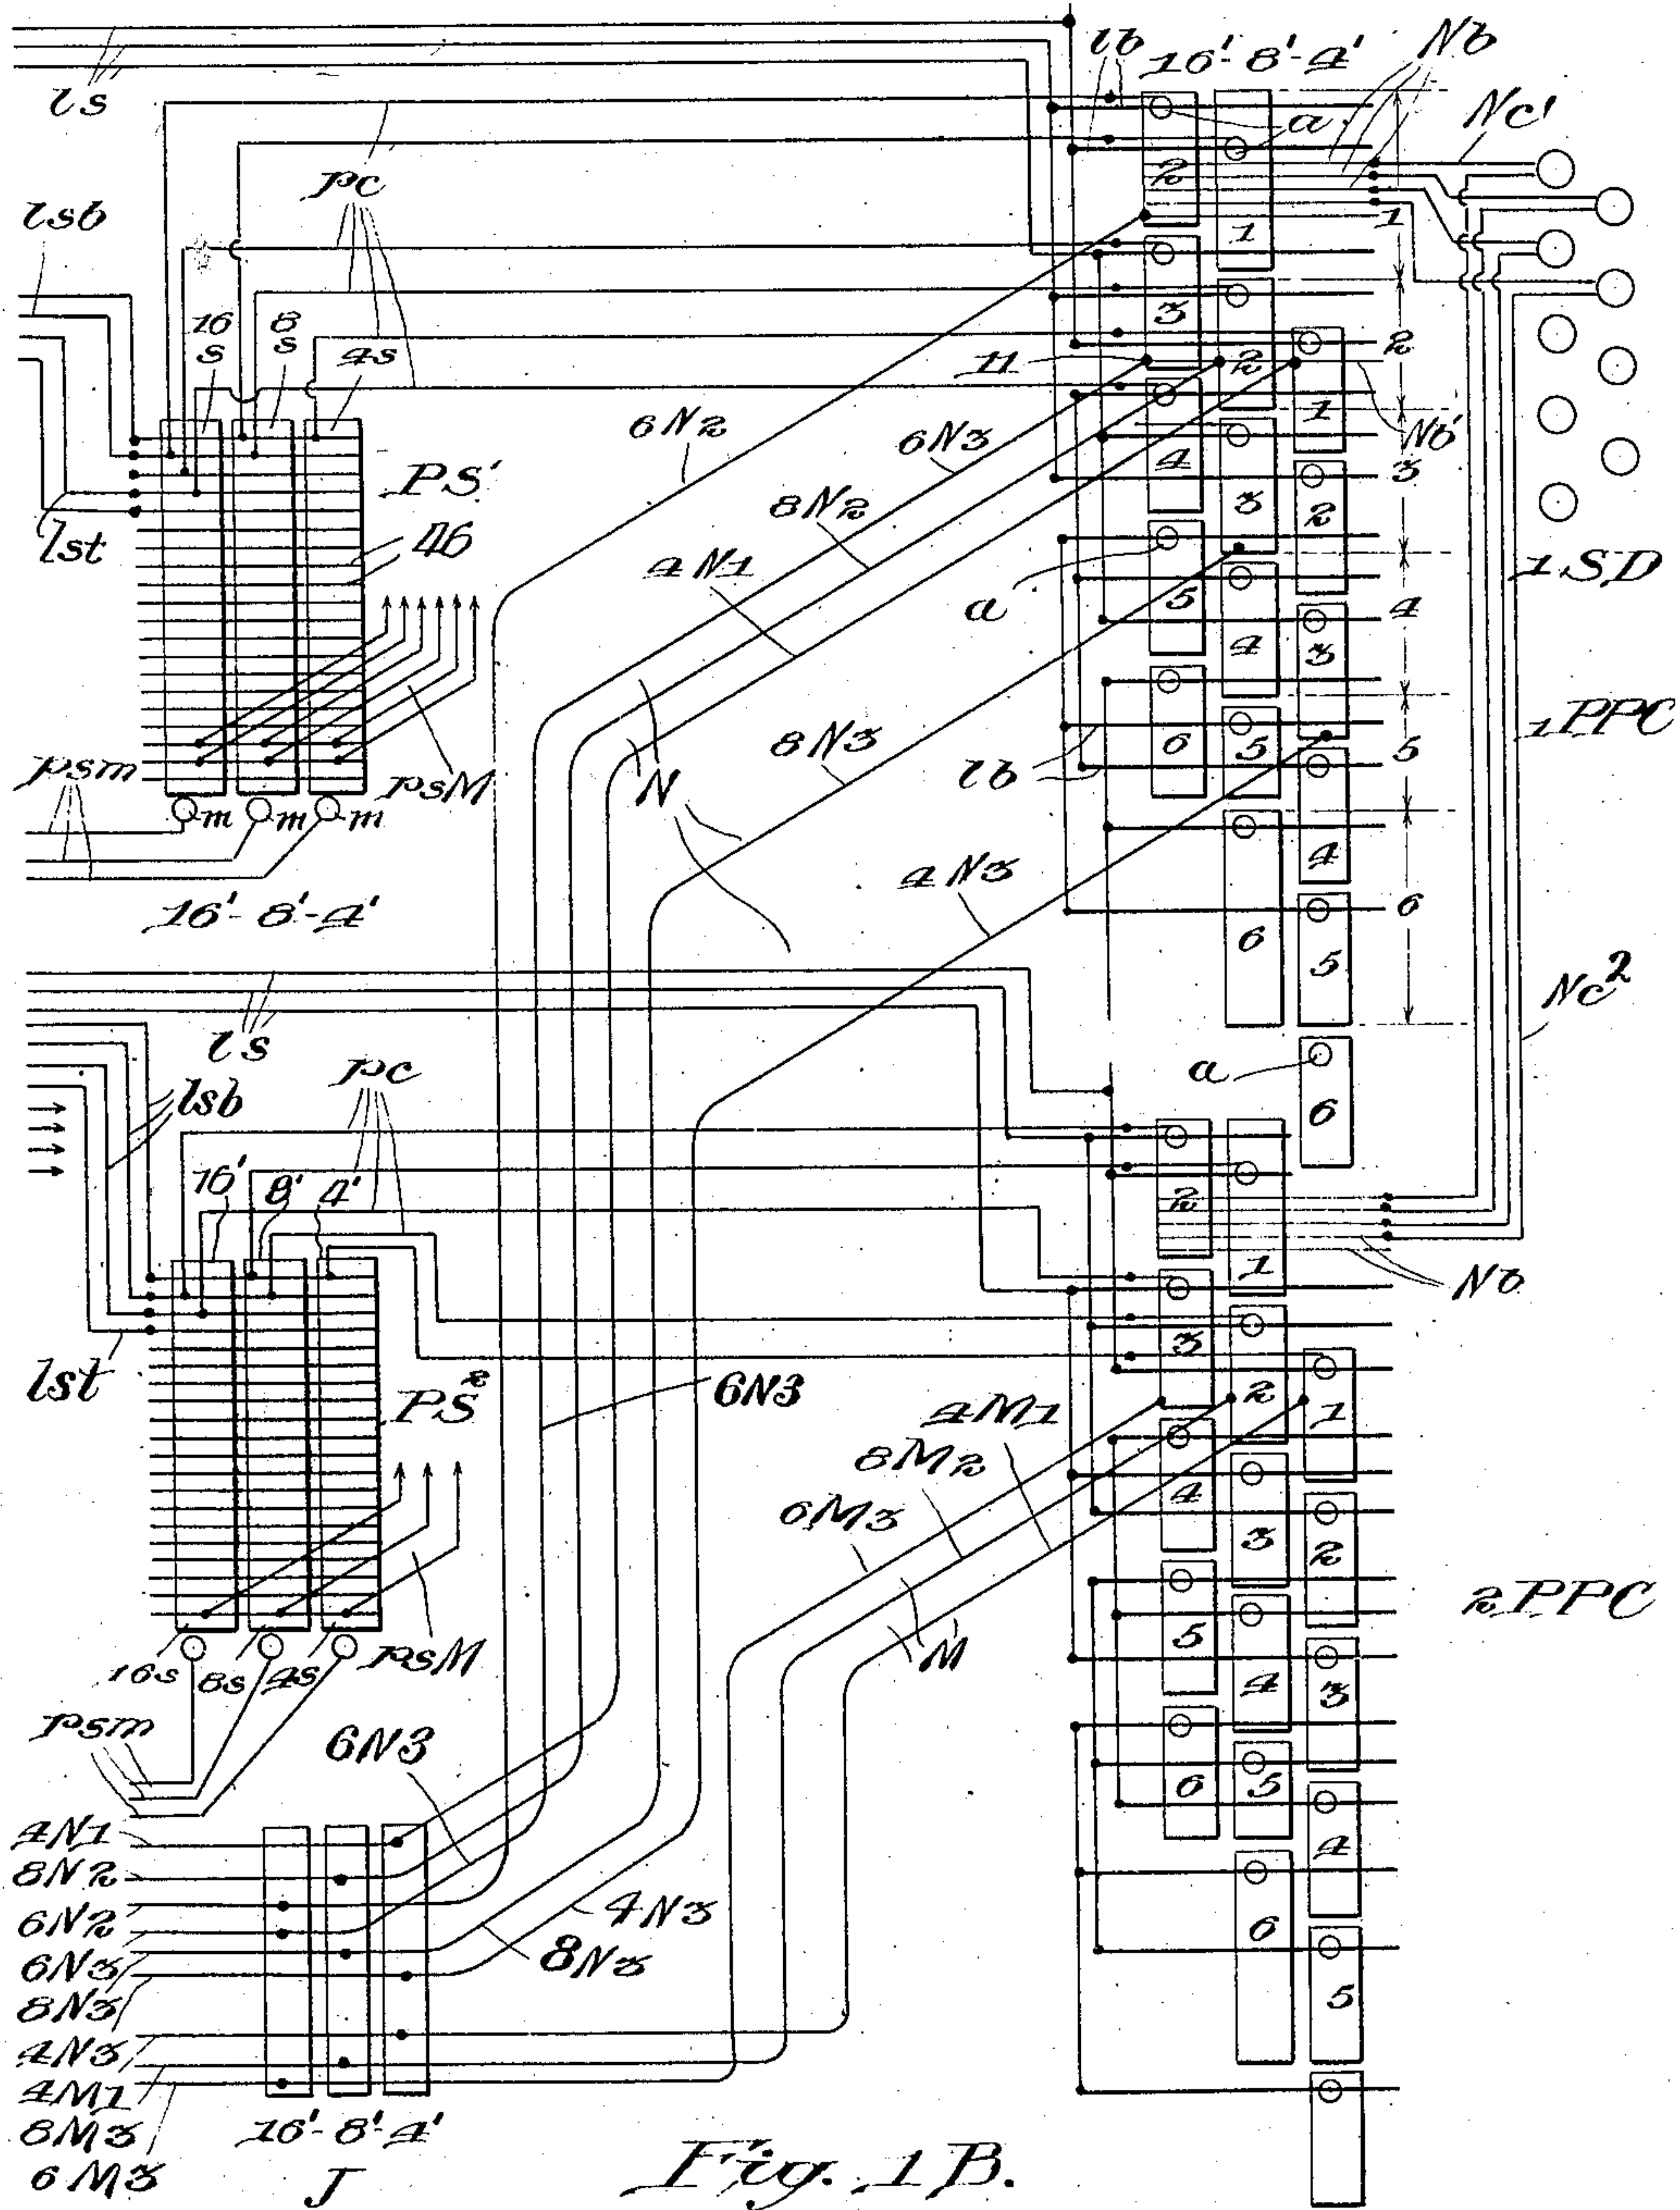 ls
lb 16'-8'-4' Nb
a
Nc'
2
1
1
pc
lsb
3
2
1
2
11
Nb'
16s 8s 4s
6N2
6N3
8N2
4N1
4
3
2
3
PS'
46
lst
a
5
4
3
4
1SD
1PPC
psM
psm
m m m
N
8N3
lb
6
5
4
5
4N3
16'-8'-4'
6
5
6
Nc2
ls
pc
lsb
a
6
16' 8' 4'
2
1
Nb
3
2
1
lst
PS2
6N3
4M1
8M2
6M3
4
3
2
5
4
3
2PPC
M
16s 8s 4s
psM
psm
6N3
6
5
4
4N1
8N2
6N2
6N3
8N3
4N3
4M1
8M3
6M3
4N3
8N3
6
5
16'-8'-4'
J
Fig. 1B.